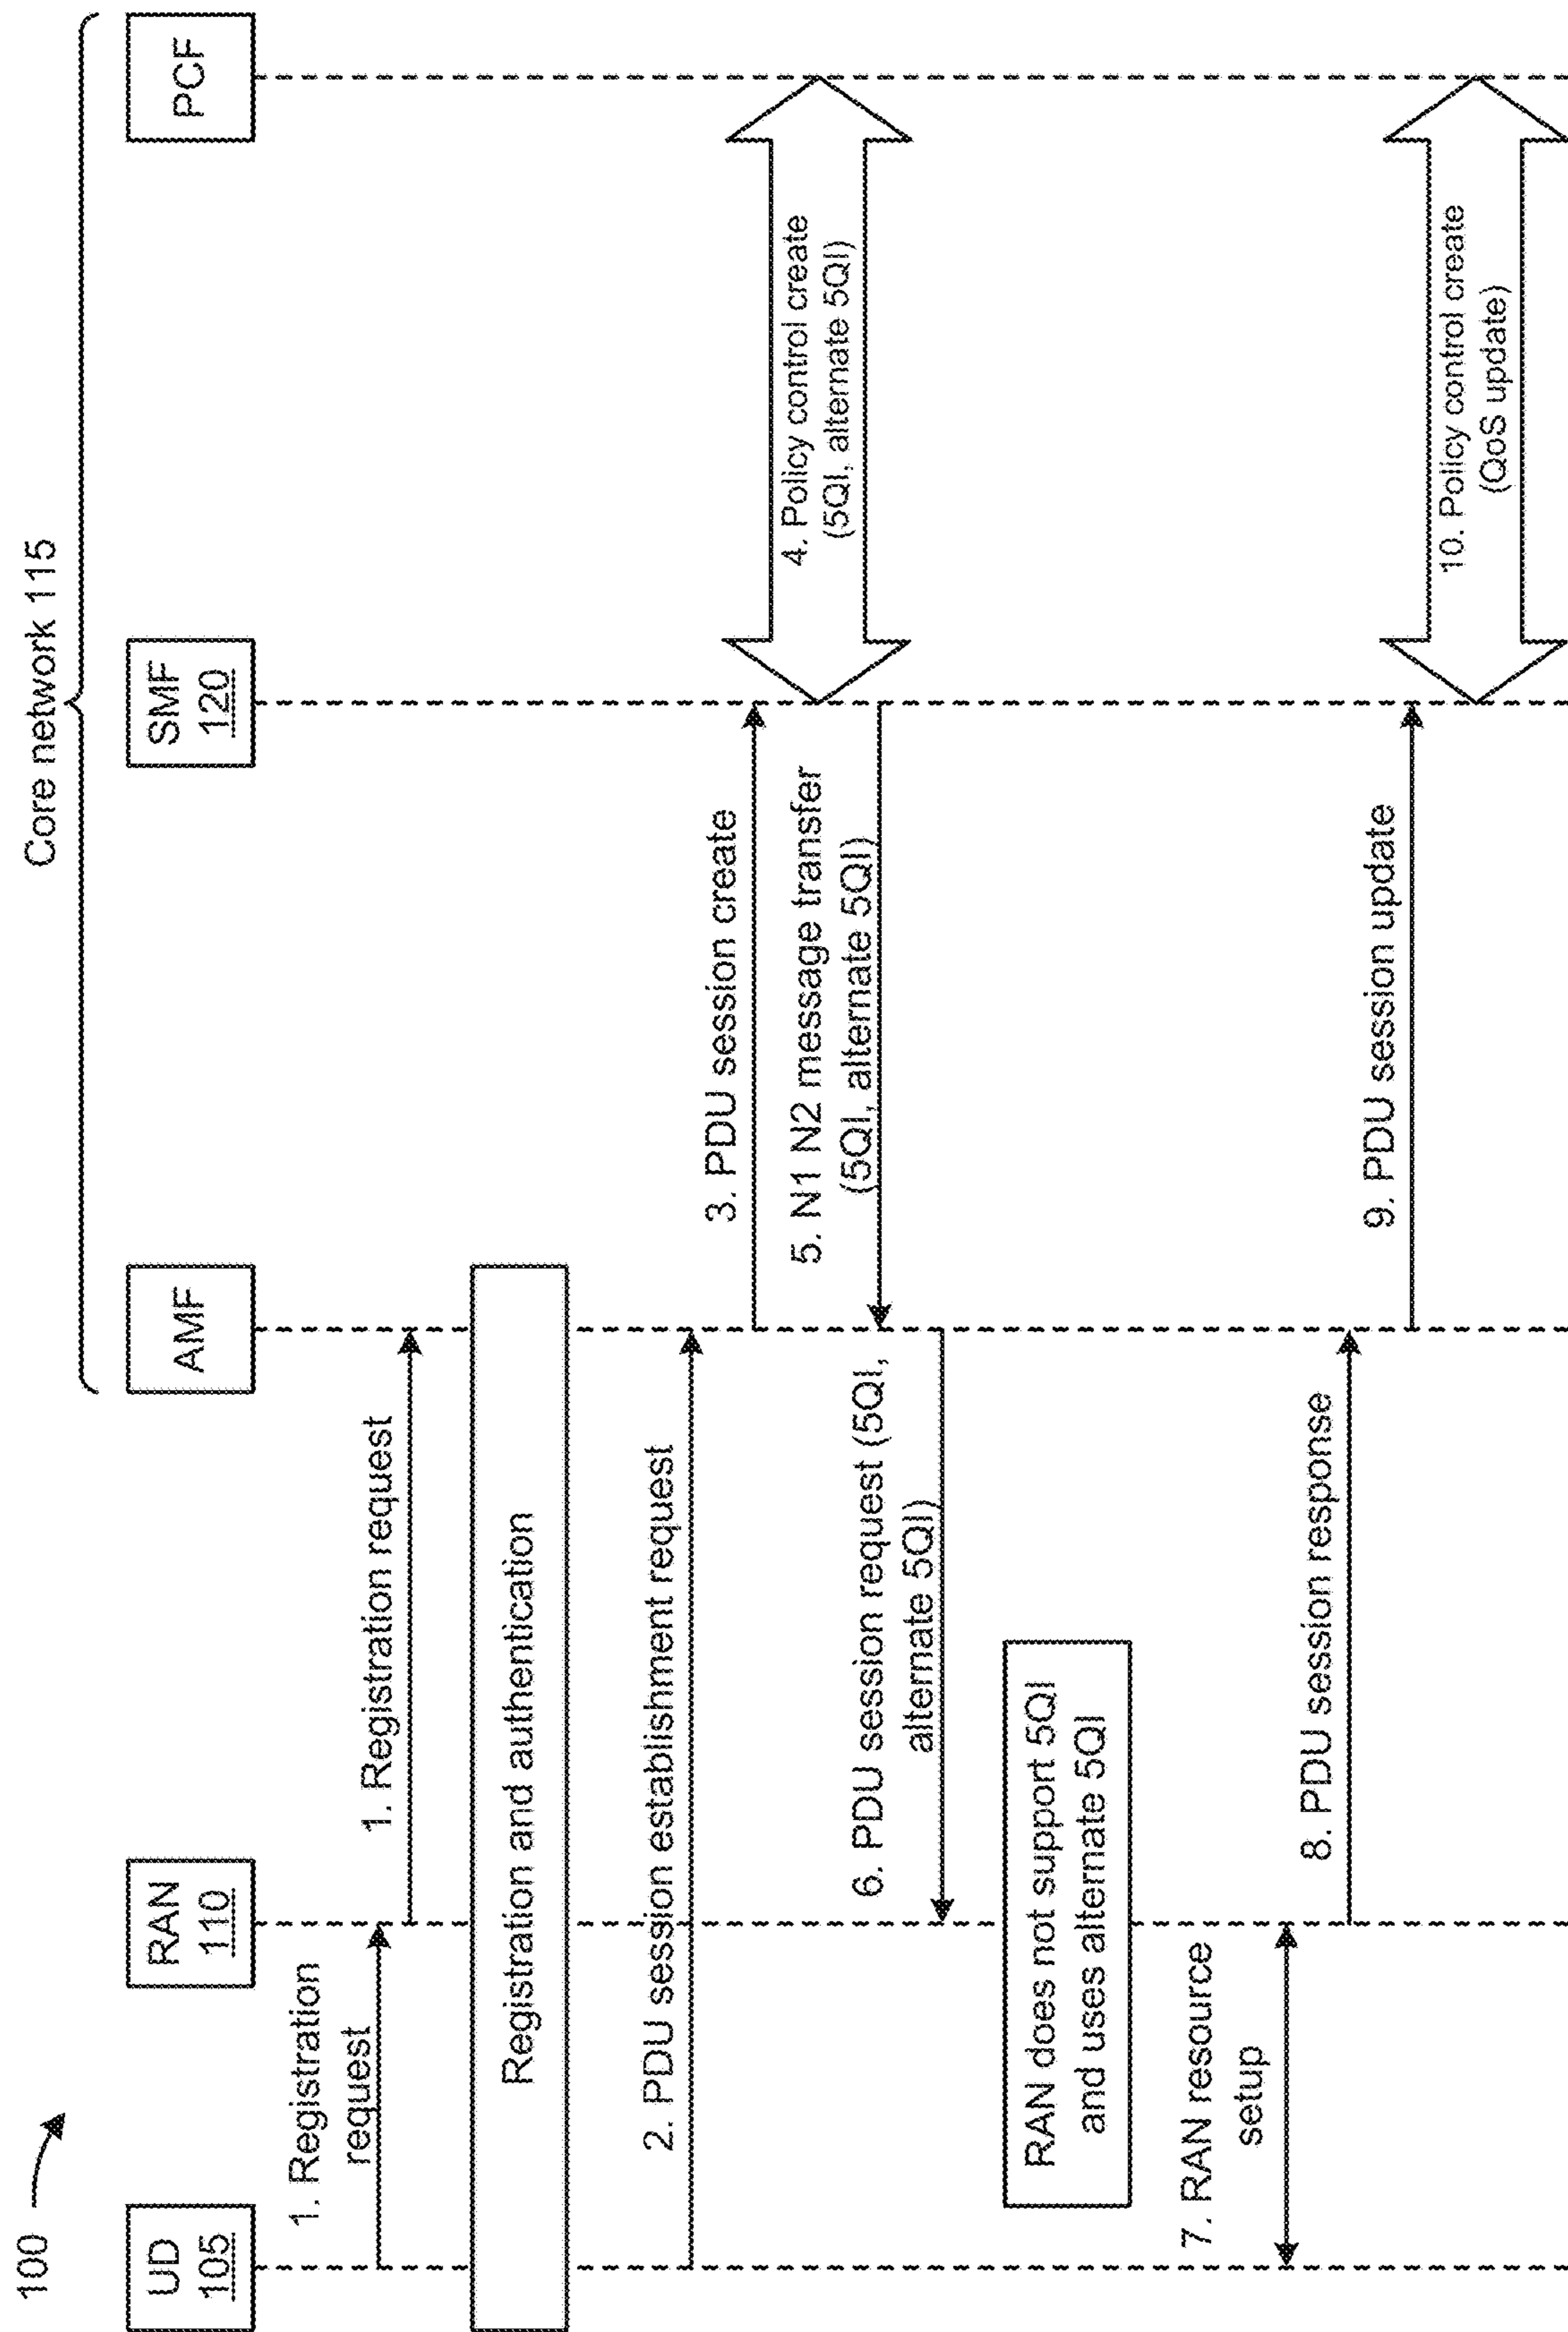 100
Core network 115
UD
105
RAN
110
AMF
SMF
120
PCF
1. Registration
request
1. Registration request
Registration and authentication
2. PDU session establishment request
3. PDU session create
4. Policy control create
(5QI, alternate 5QI)
5. N1 N2 message transfer
(5QI, alternate 5QI)
6. PDU session request (5QI,
alternate 5QI)
RAN does not support 5QI
and uses alternate 5QI
7. RAN resource
setup
8. PDU session response
9. PDU session update
10. Policy control create
(QoS update)